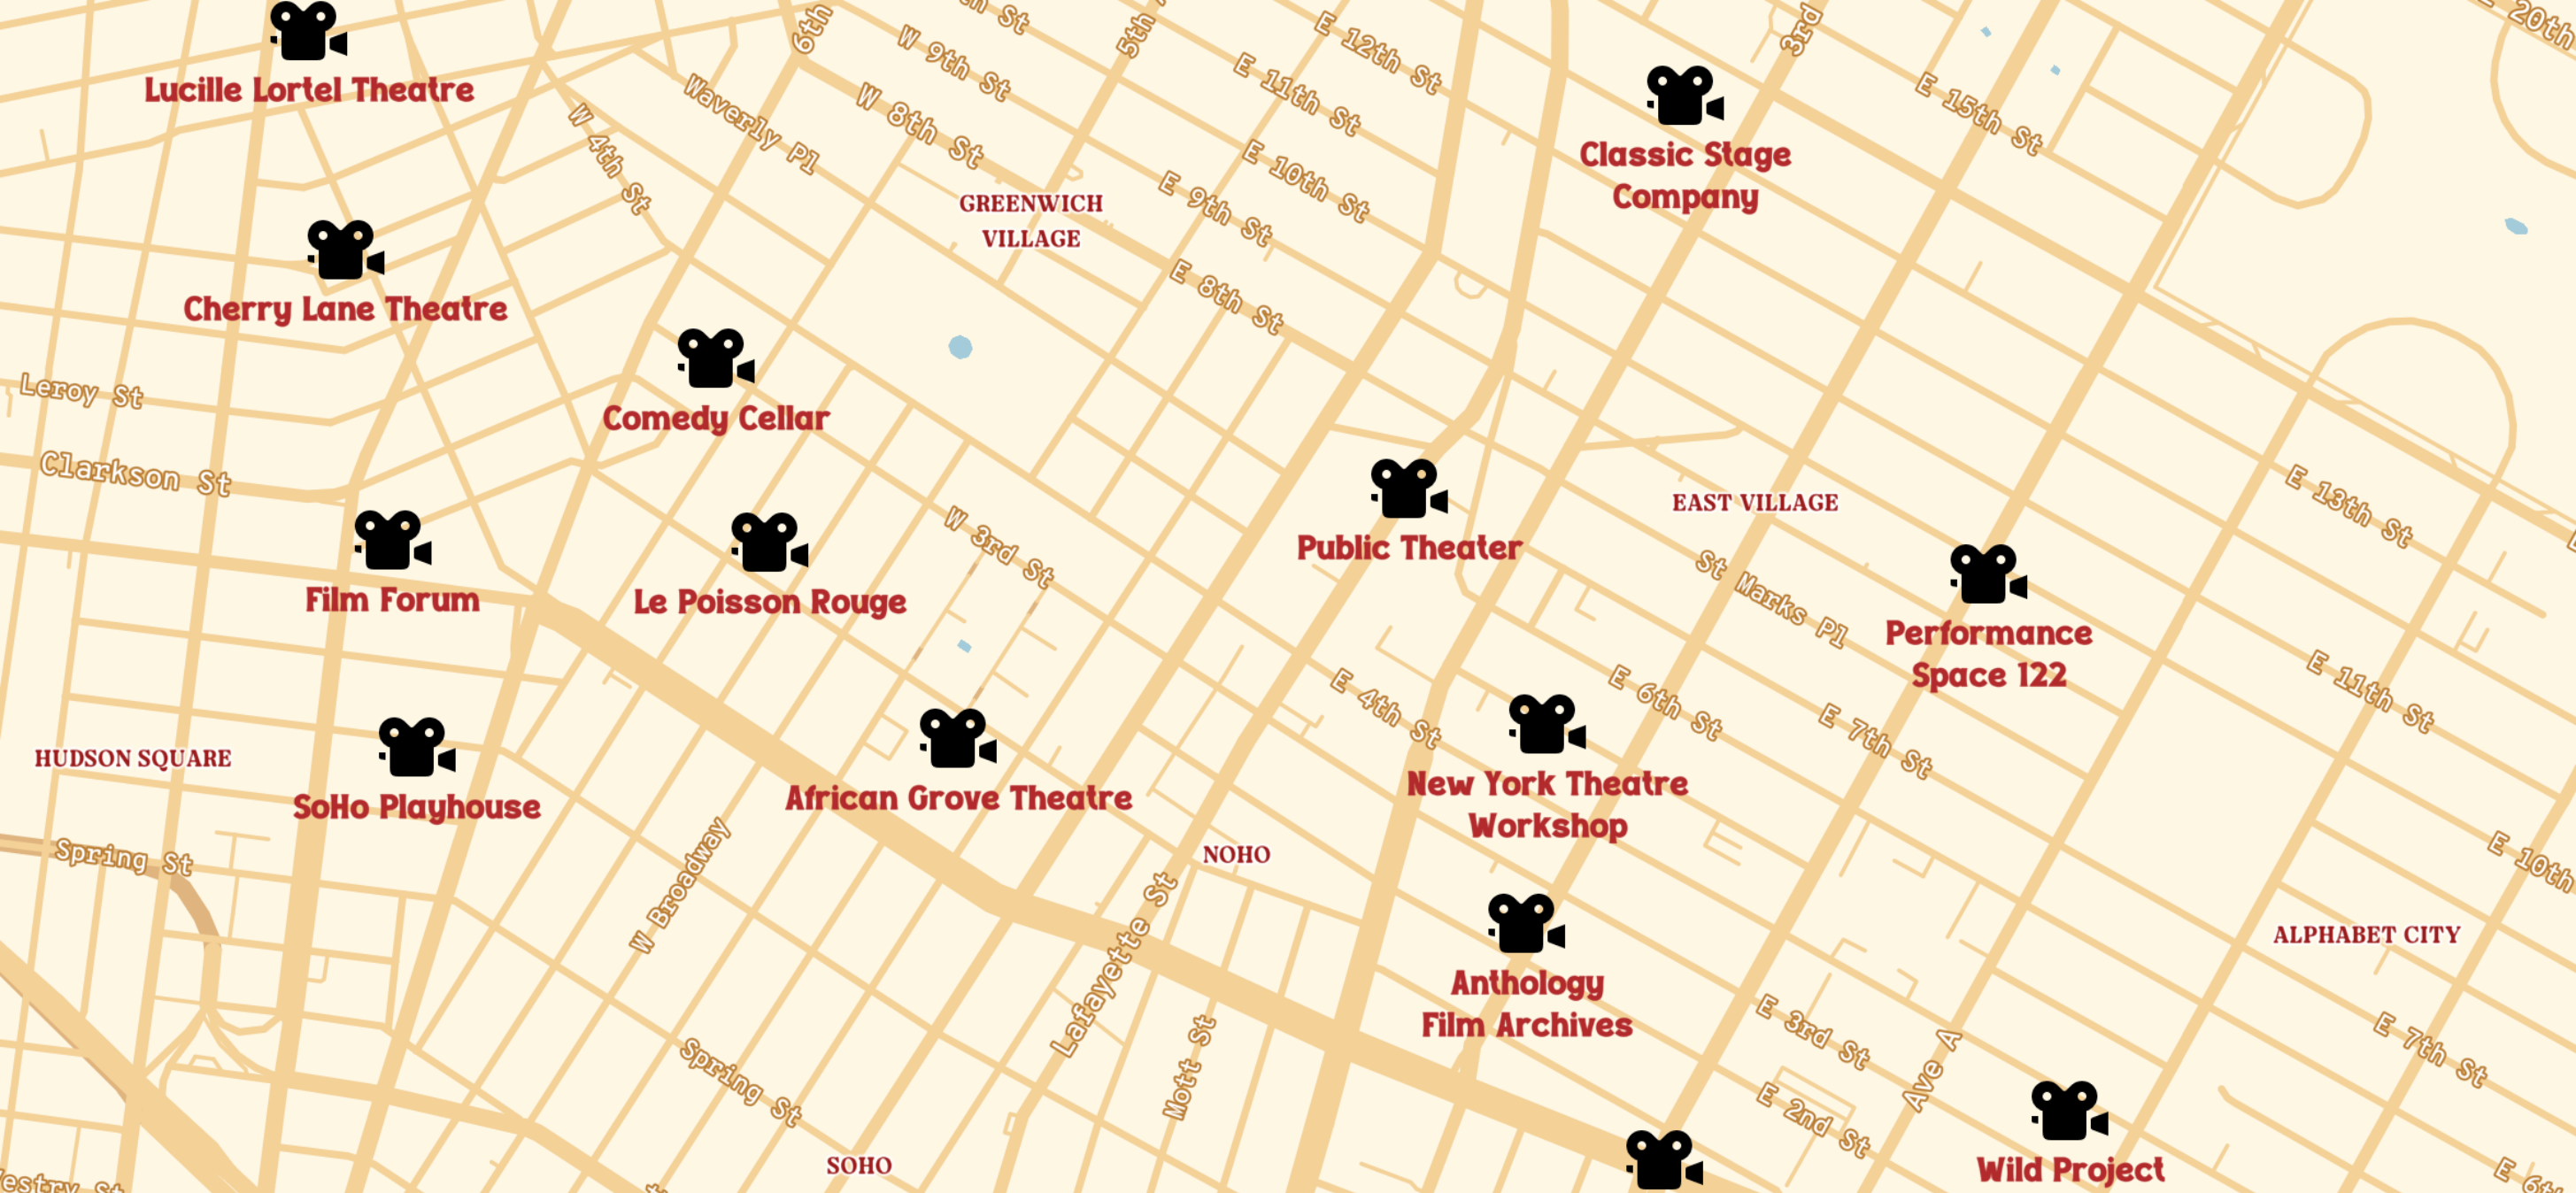 Lucille Lortel Theatre
6th
W 9th St
5th
E 12th St
3rd
20th
Waverly Pl
W 8th St
E 11th St
Classic Stage
Company
E 15th St
W 4th St
GREENWICH
VILLAGE
E 10th St
E 9th St
Cherry Lane Theatre
E 8th St
Leroy St
Comedy Cellar
Clarkson St
W 3rd St
Public Theater
EAST VILLAGE
E 13th St
Film Forum
Le Poisson Rouge
St Marks Pl
Performance
Space 122
E 4th St
E 6th St
E 7th St
E 11th St
HUDSON SQUARE
SoHo Playhouse
African Grove Theatre
New York Theatre
Workshop
Spring St
W Broadway
NOHO
Lafayette St
E 10th
ALPHABET CITY
Anthology
Film Archives
E 3rd St
Ave A
E 7th St
Spring St
Mott St
E 2nd St
SOHO
Wild Project